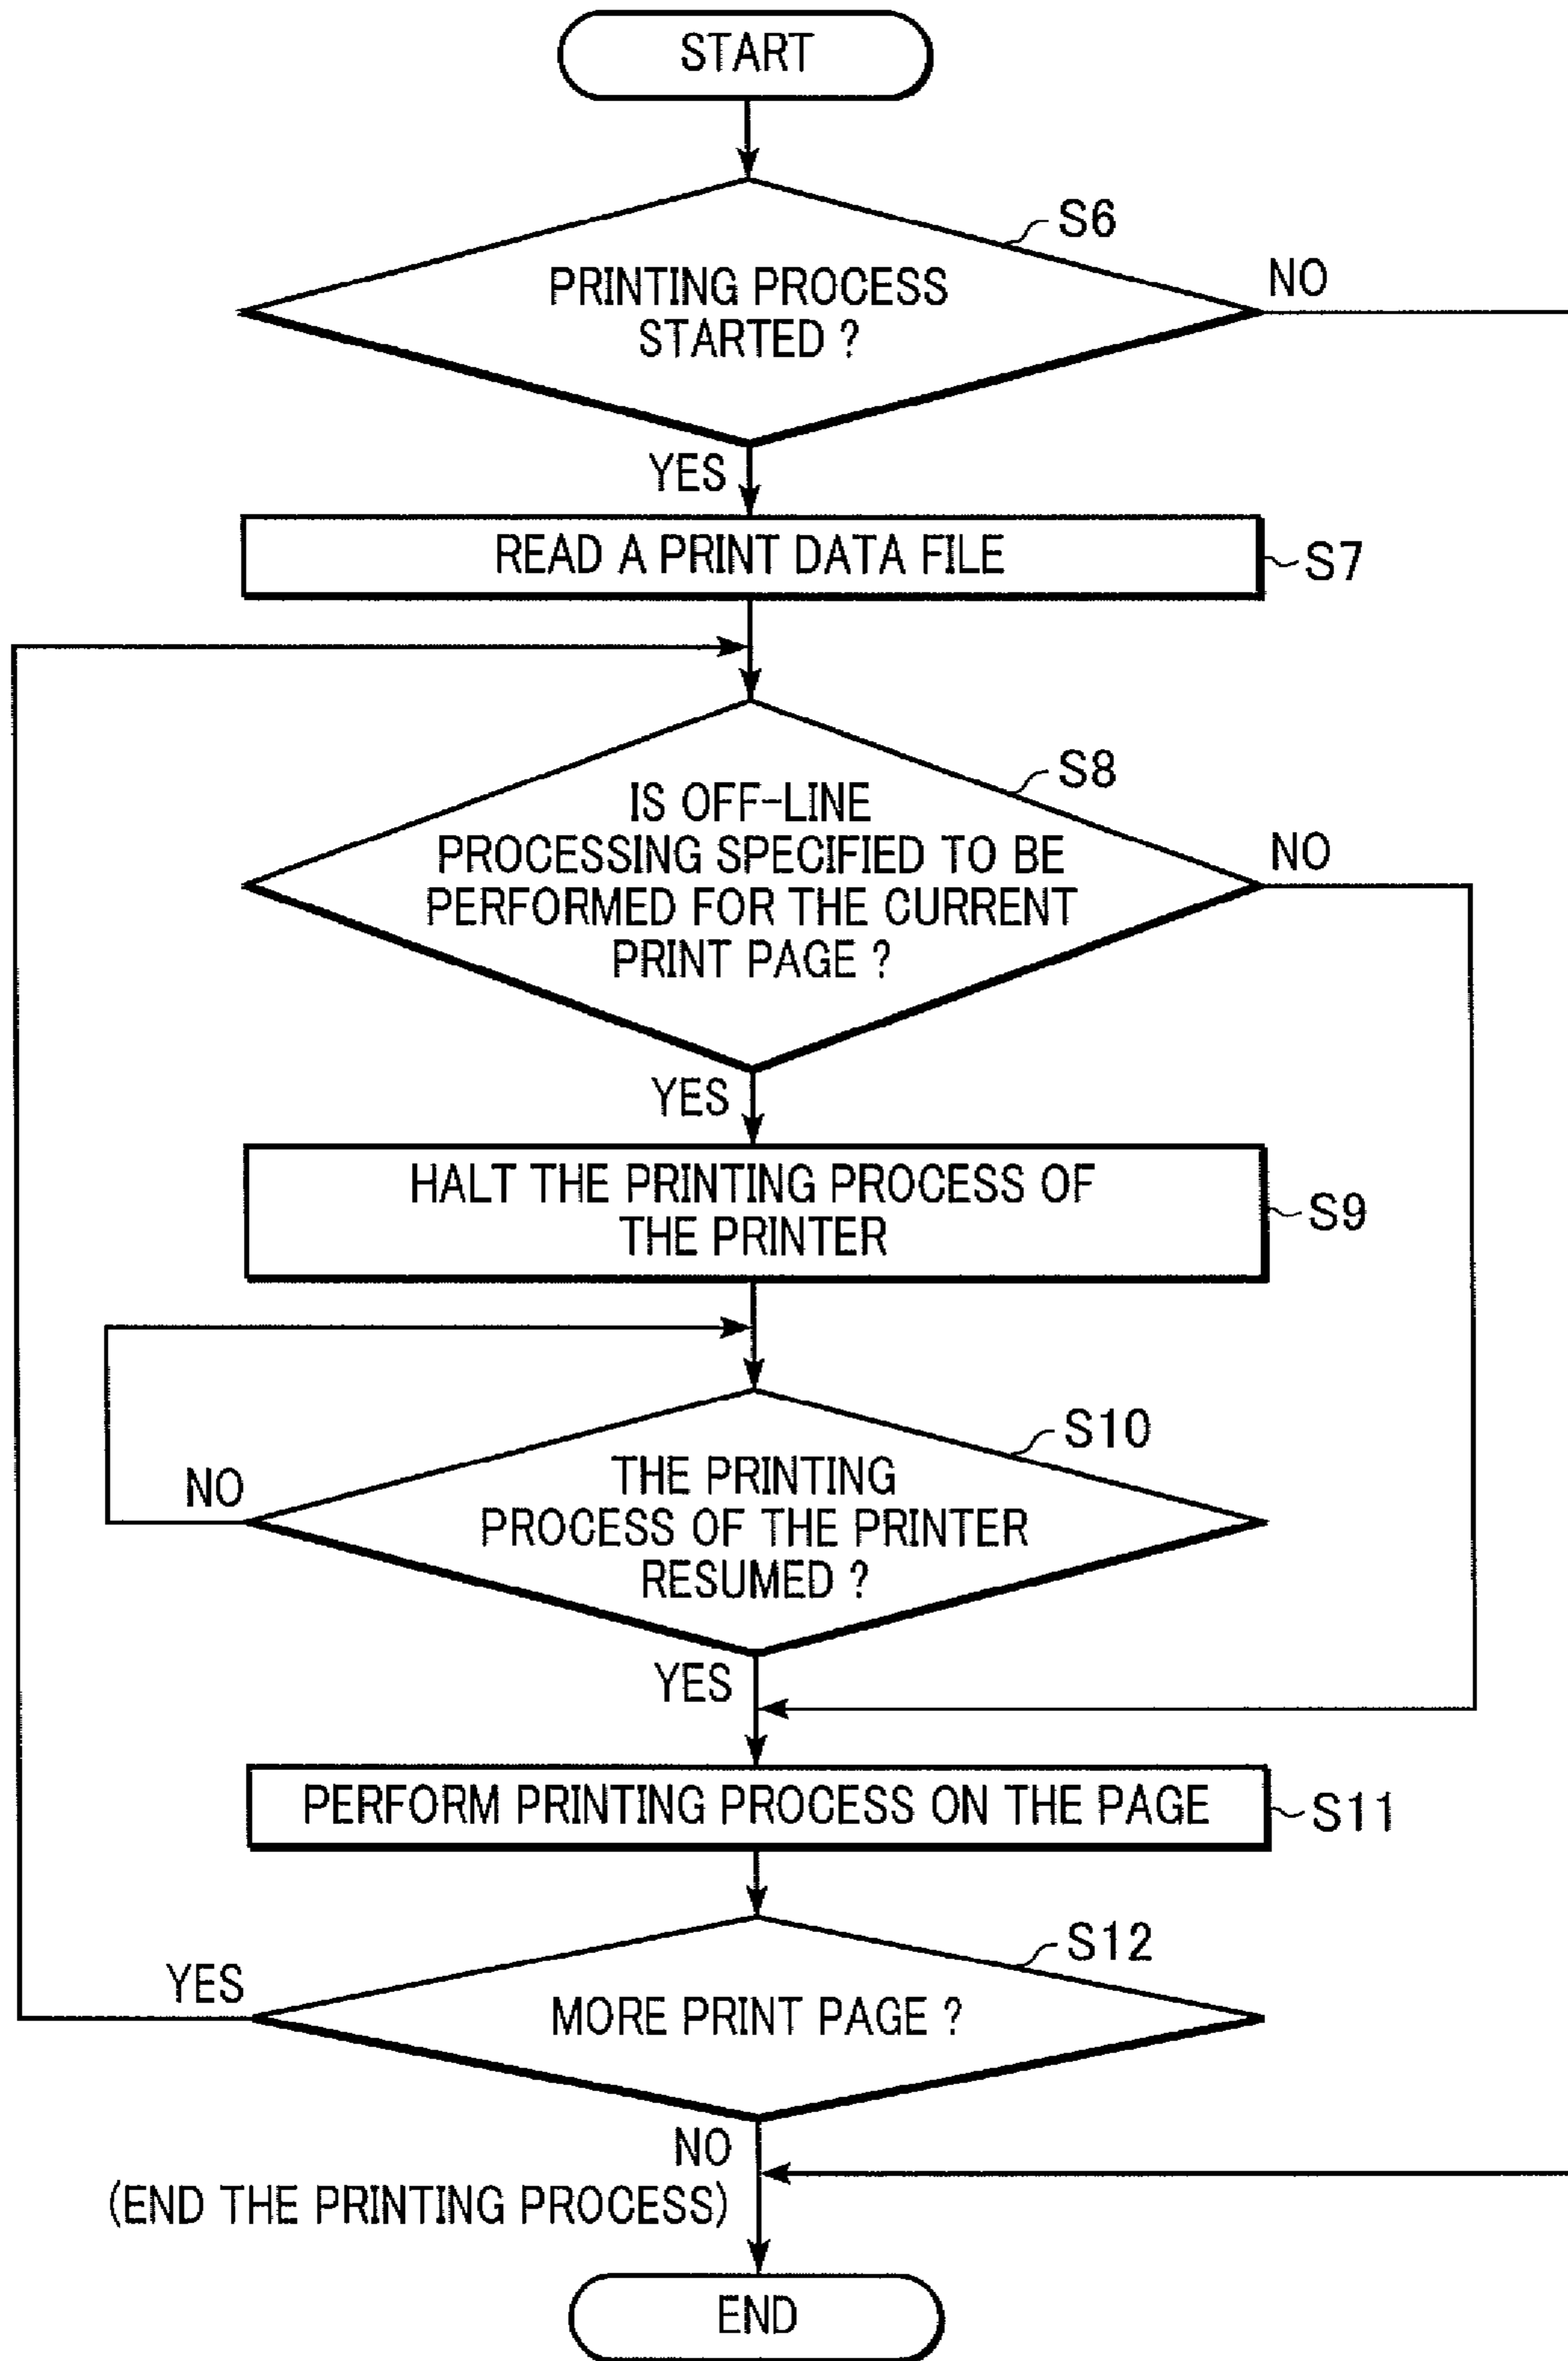 START
S6
PRINTING PROCESS
STARTED ?
NO
YES
READ A PRINT DATA FILE
S7
S8
IS OFF-LINE
PROCESSING SPECIFIED TO BE
PERFORMED FOR THE CURRENT
PRINT PAGE ?
NO
YES
HALT THE PRINTING PROCESS OF
THE PRINTER
S9
S10
THE PRINTING
PROCESS OF THE PRINTER
RESUMED ?
NO
YES
PERFORM PRINTING PROCESS ON THE PAGE
S11
S12
YES
MORE PRINT PAGE ?
NO
(END THE PRINTING PROCESS)
END